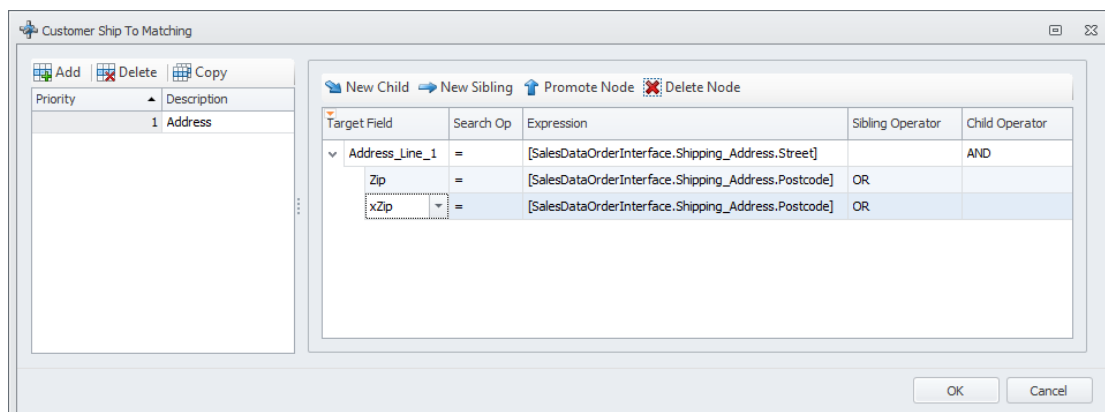 Customer Ship To Matching
Add Delete Copy
Priority Description
1 Address
New Child New Sibling Promote Node Delete Node
Target Field Search Op Expression Sibling Operator Child Operator
Address_Line_1 = [SalesDataOrderInterface.Shipping_Address.Street] AND
Zip = [SalesDataOrderInterface.Shipping_Address.Postcode] OR
xZip = [SalesDataOrderInterface.Shipping_Address.Postcode] OR
OK Cancel